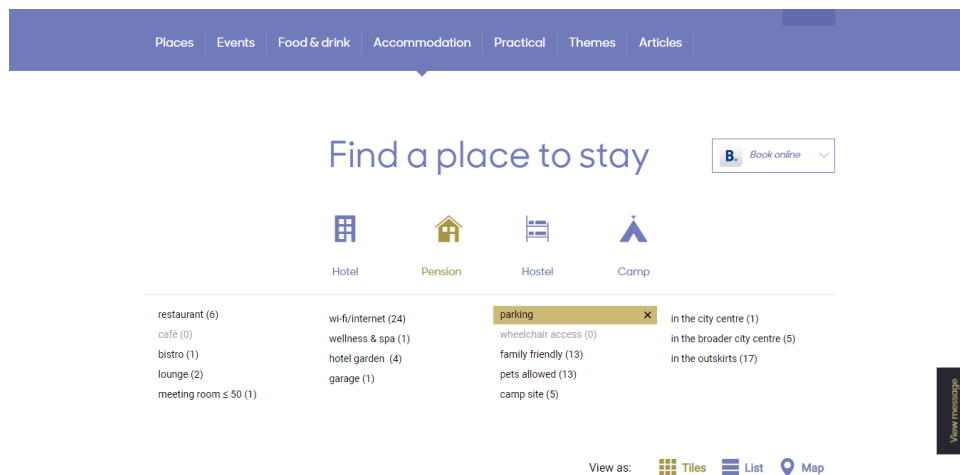 Places Events Food & drink Accommodation Practical Themes Articles
Find a place to stay
B. Book online
Hotel Pension Hostel Camp
restaurant (6)
café (0)
bistro (1)
lounge (2)
meeting room ≤ 50 (1)
wi-fi/internet (24)
wellness & spa (1)
hotel garden (4)
garage (1)
parking ×
wheelchair access (0)
family friendly (13)
pets allowed (13)
camp site (5)
in the city centre (1)
in the broader city centre (5)
in the outskirts (17)
View message
View as: Tiles List Map